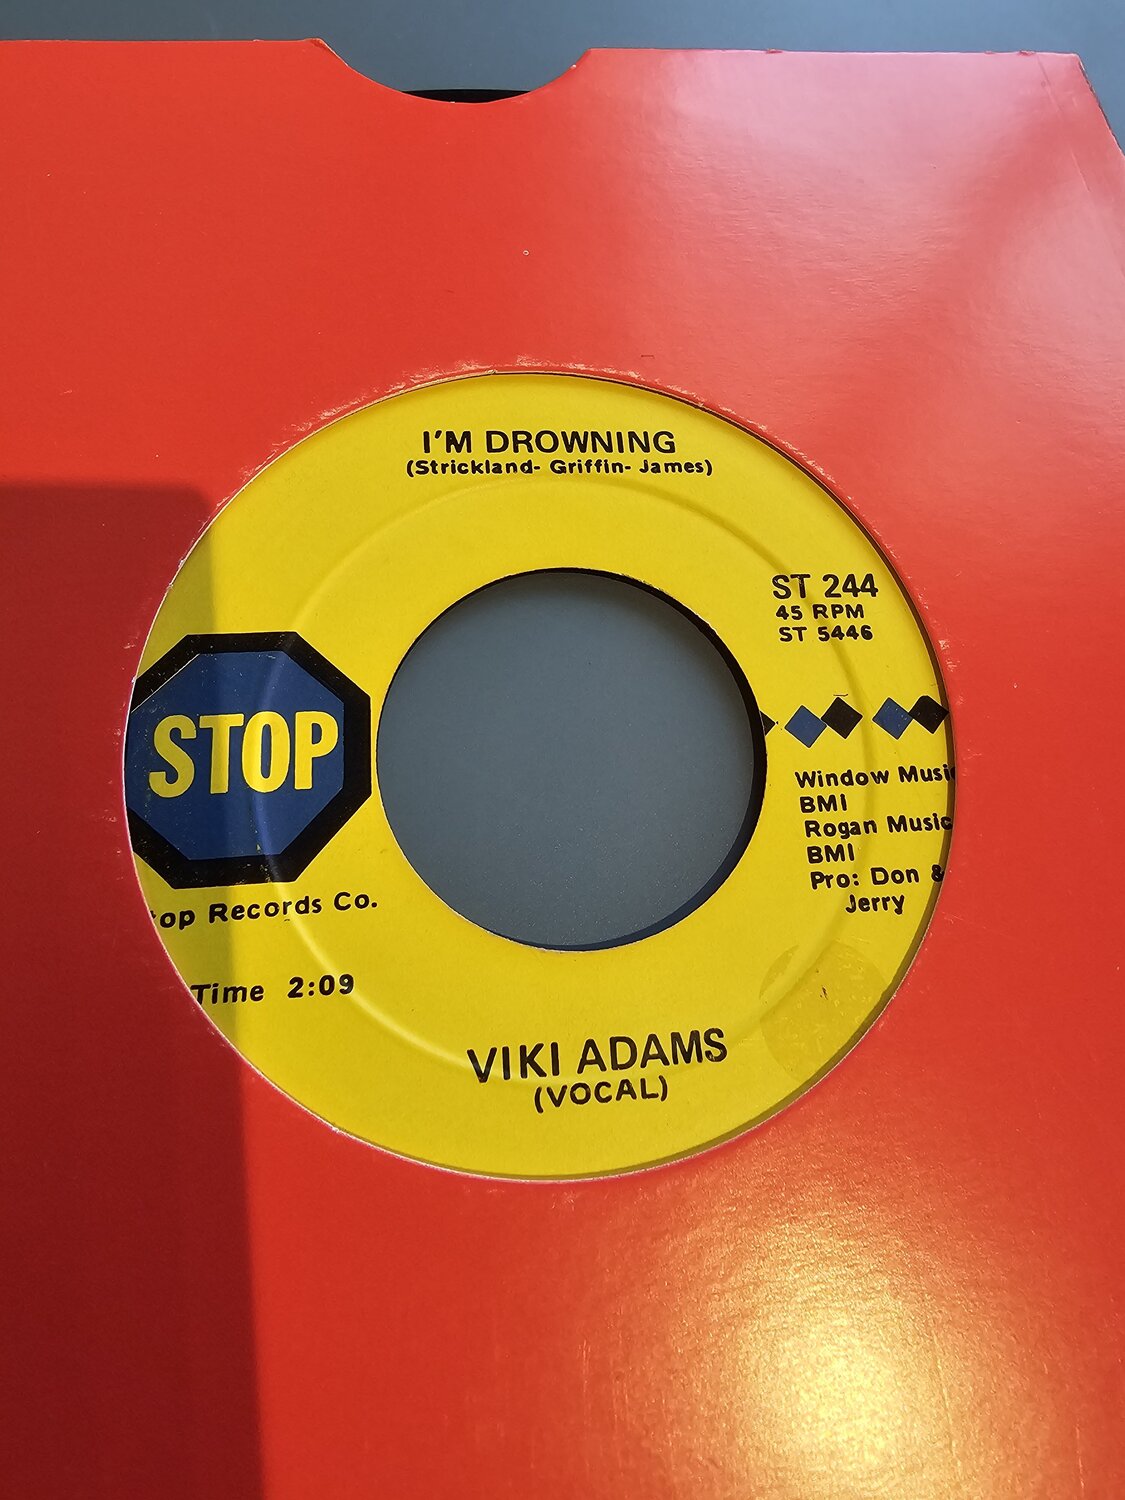 I'M DROWNING
(Strickland- Griffin- James)
ST 244
45 RPM
ST 5446
STOP
Window Musi
BMI
Rogan Music
BMI
Pro: Don &
Jerry
top Records Co.
Time 2:09
VIKI ADAMS
(VOCAL)